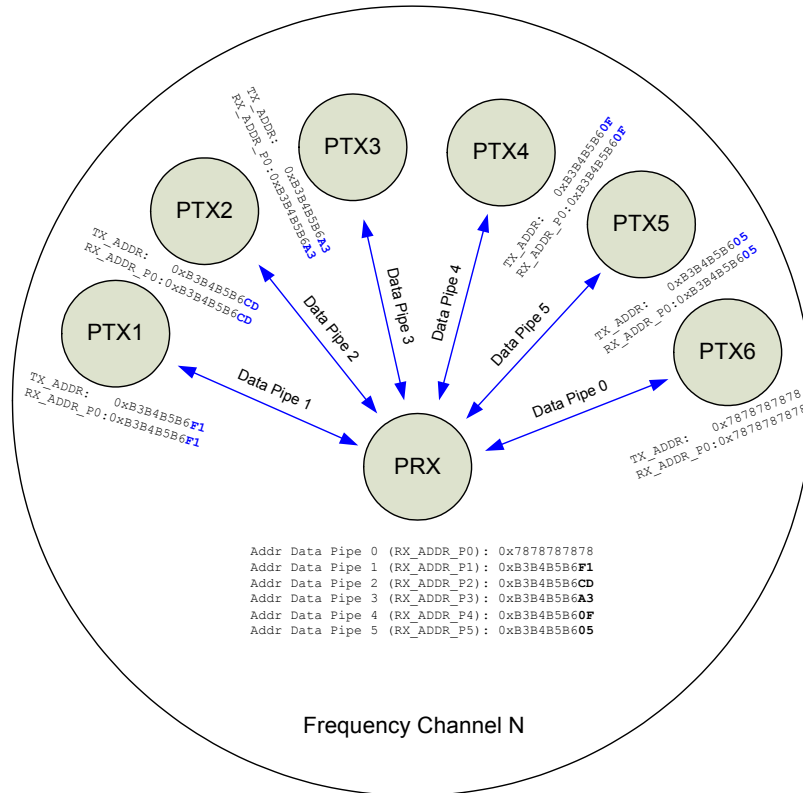 PTX3
PTX4
TX_ADDR: 0xB3B4B5B6A3
RX_ADDR_P0:0xB3B4B5B6A3
TX_ADDR: 0xB3B4B5B60F
RX_ADDR_P0:0xB3B4B5B60F
PTX2
PTX5
TX_ADDR: 0xB3B4B5B6CD
RX_ADDR_P0:0xB3B4B5B6CD
TX_ADDR: 0xB3B4B5B605
RX_ADDR_P0:0xB3B4B5B605
PTX1
PTX6
Data Pipe 1
Data Pipe 2
Data Pipe 3
Data Pipe 4
Data Pipe 5
Data Pipe 0
TX_ADDR: 0xB3B4B5B6F1
RX_ADDR_P0:0xB3B4B5B6F1
TX_ADDR: 0x7878787878
RX_ADDR_P0:0x7878787878
PRX
Addr Data Pipe 0 (RX_ADDR_P0): 0x7878787878
Addr Data Pipe 1 (RX_ADDR_P1): 0xB3B4B5B6F1
Addr Data Pipe 2 (RX_ADDR_P2): 0xB3B4B5B6CD
Addr Data Pipe 3 (RX_ADDR_P3): 0xB3B4B5B6A3
Addr Data Pipe 4 (RX_ADDR_P4): 0xB3B4B5B60F
Addr Data Pipe 5 (RX_ADDR_P5): 0xB3B4B5B605
Frequency Channel N